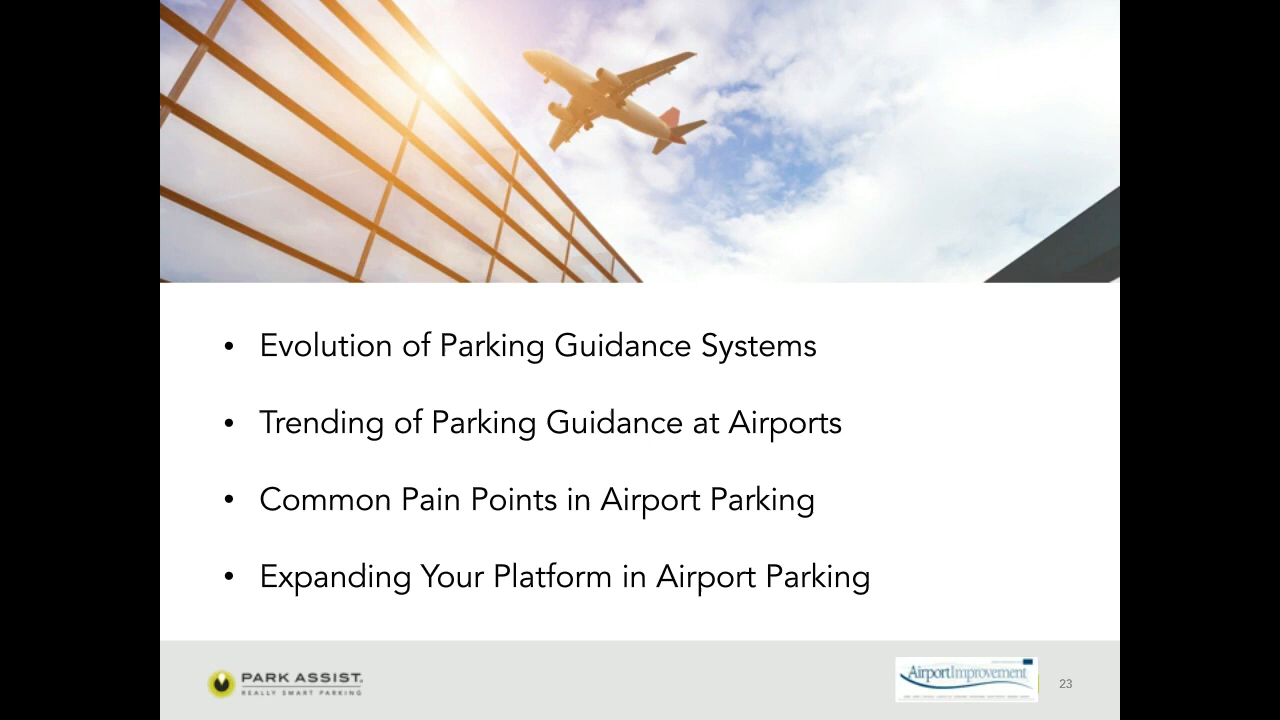 • Evolution of Parking Guidance Systems
• Trending of Parking Guidance at Airports
• Common Pain Points in Airport Parking
• Expanding Your Platform in Airport Parking
PARK ASSIST.
REALLY SMART PARKING
AirportImprovement
23